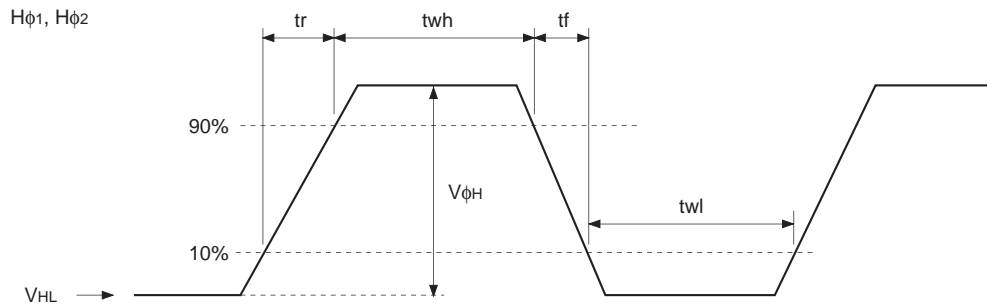 Hϕ1, Hϕ2
tr
twh
tf
90%
VϕH
twl
10%
VHL